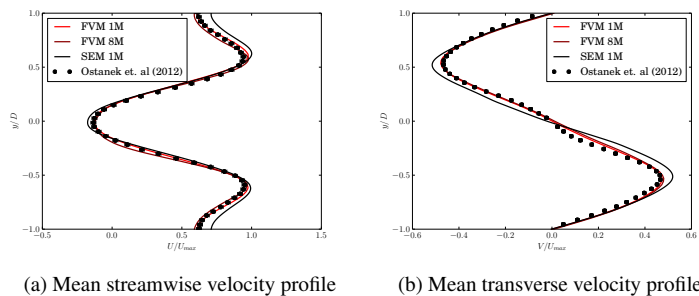 1.0
0.5
0.0
−0.5
−1.0
y/D
FVM 1M
FVM 8M
SEM 1M
Ostanek et. al (2012)
−0.5 0.0 0.5 1.0 1.5
U/Umax
1.0
0.5
0.0
−0.5
−1.0
y/D
FVM 1M
FVM 8M
SEM 1M
Ostanek et. al (2012)
−0.6 −0.4 −0.2 0.0 0.2 0.4 0.6
V/Umax
(a) Mean streamwise velocity profile
(b) Mean transverse velocity profile